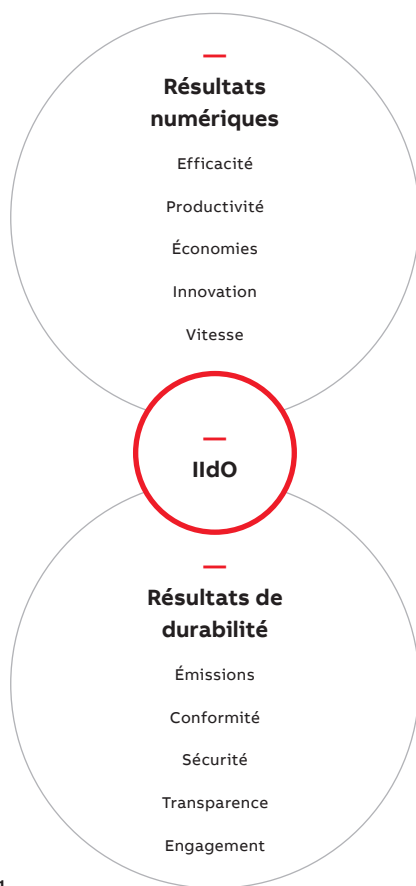 Résultats
numériques
Efficacité
Productivité
Économies
Innovation
Vitesse
IIdO
Résultats de
durabilité
Émissions
Conformité
Sécurité
Transparence
Engagement